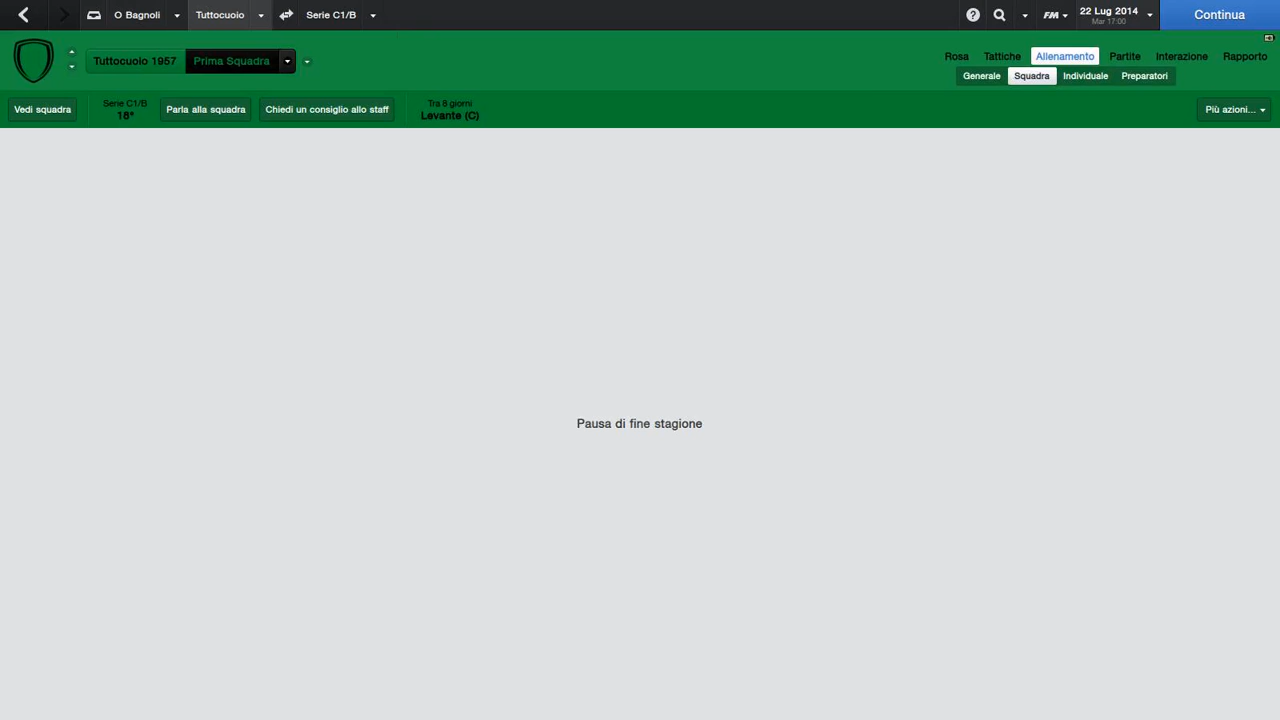 O Bagnoli
Tuttocuoio
Serie C1/B
FM
22 Lug 2014
Mar 17:00
Continua
Tuttocuoio 1957
Prima Squadra
Rosa
Tattiche
Allenamento
Partite
Interazione
Rapporto
Generale
Squadra
Individuale
Preparatori
Vedi squadra
Serie C1/B
18°
Parla alla squadra
Chiedi un consiglio allo staff
Tra 8 giorni
Levante (C)
Più azioni...
Pausa di fine stagione